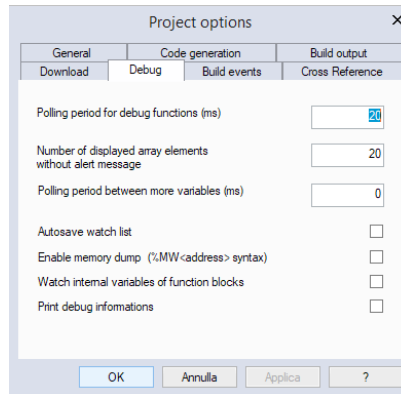 Project options
×
General Code generation Build output
Download Debug Build events Cross Reference
Polling period for debug functions (ms) 20
Number of displayed array elements
without alert message 20
Polling period between more variables (ms) 0
Autosave watch list
Enable memory dump (%MW<address> syntax)
Watch internal variables of function blocks
Print debug informations
OK Annulla Applica ?